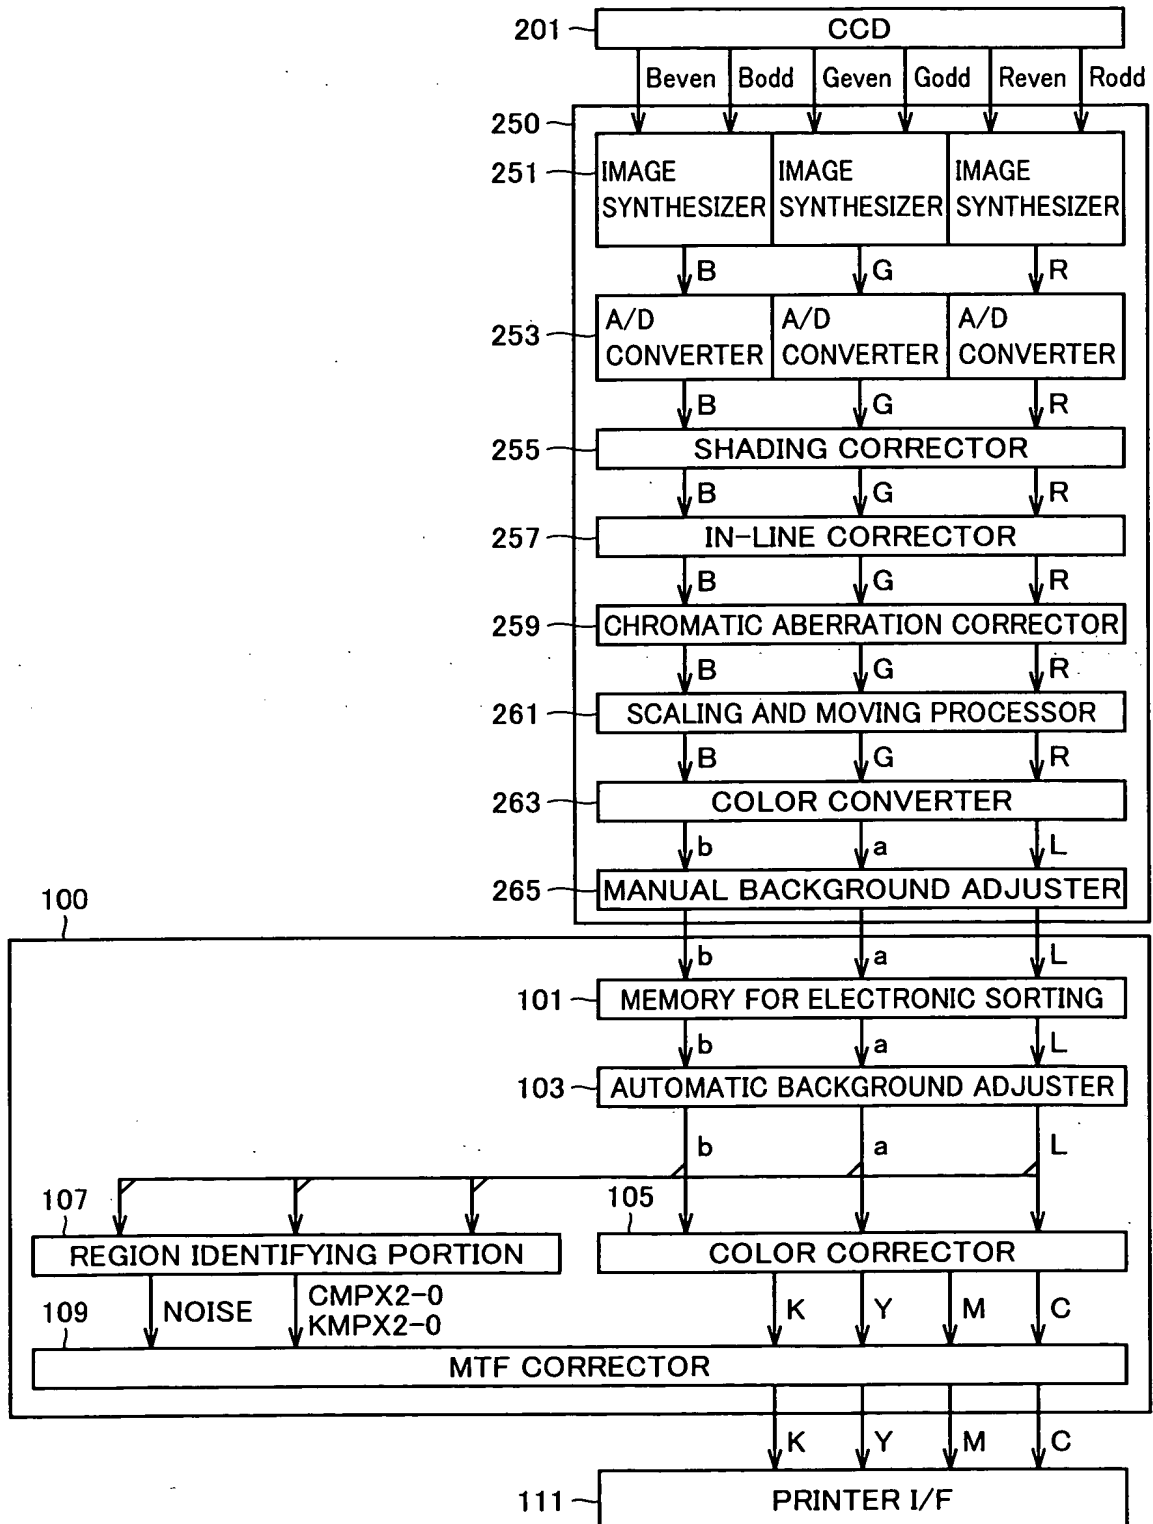 201 CCD
Beven Bodd Geven Godd Reven Rodd
250
251 IMAGE SYNTHESIZER IMAGE SYNTHESIZER IMAGE SYNTHESIZER
B G R
253 A/D CONVERTER A/D CONVERTER A/D CONVERTER
B G R
255 SHADING CORRECTOR
B G R
257 IN-LINE CORRECTOR
B G R
259 CHROMATIC ABERRATION CORRECTOR
B G R
261 SCALING AND MOVING PROCESSOR
B G R
263 COLOR CONVERTER
b a L
265 MANUAL BACKGROUND ADJUSTER
100
b a L
101 MEMORY FOR ELECTRONIC SORTING
b a L
103 AUTOMATIC BACKGROUND ADJUSTER
b a L
107 105
REGION IDENTIFYING PORTION COLOR CORRECTOR
109 NOISE CMPX2-0 KMPX2-0 K Y M C
MTF CORRECTOR
K Y M C
111 PRINTER I/F